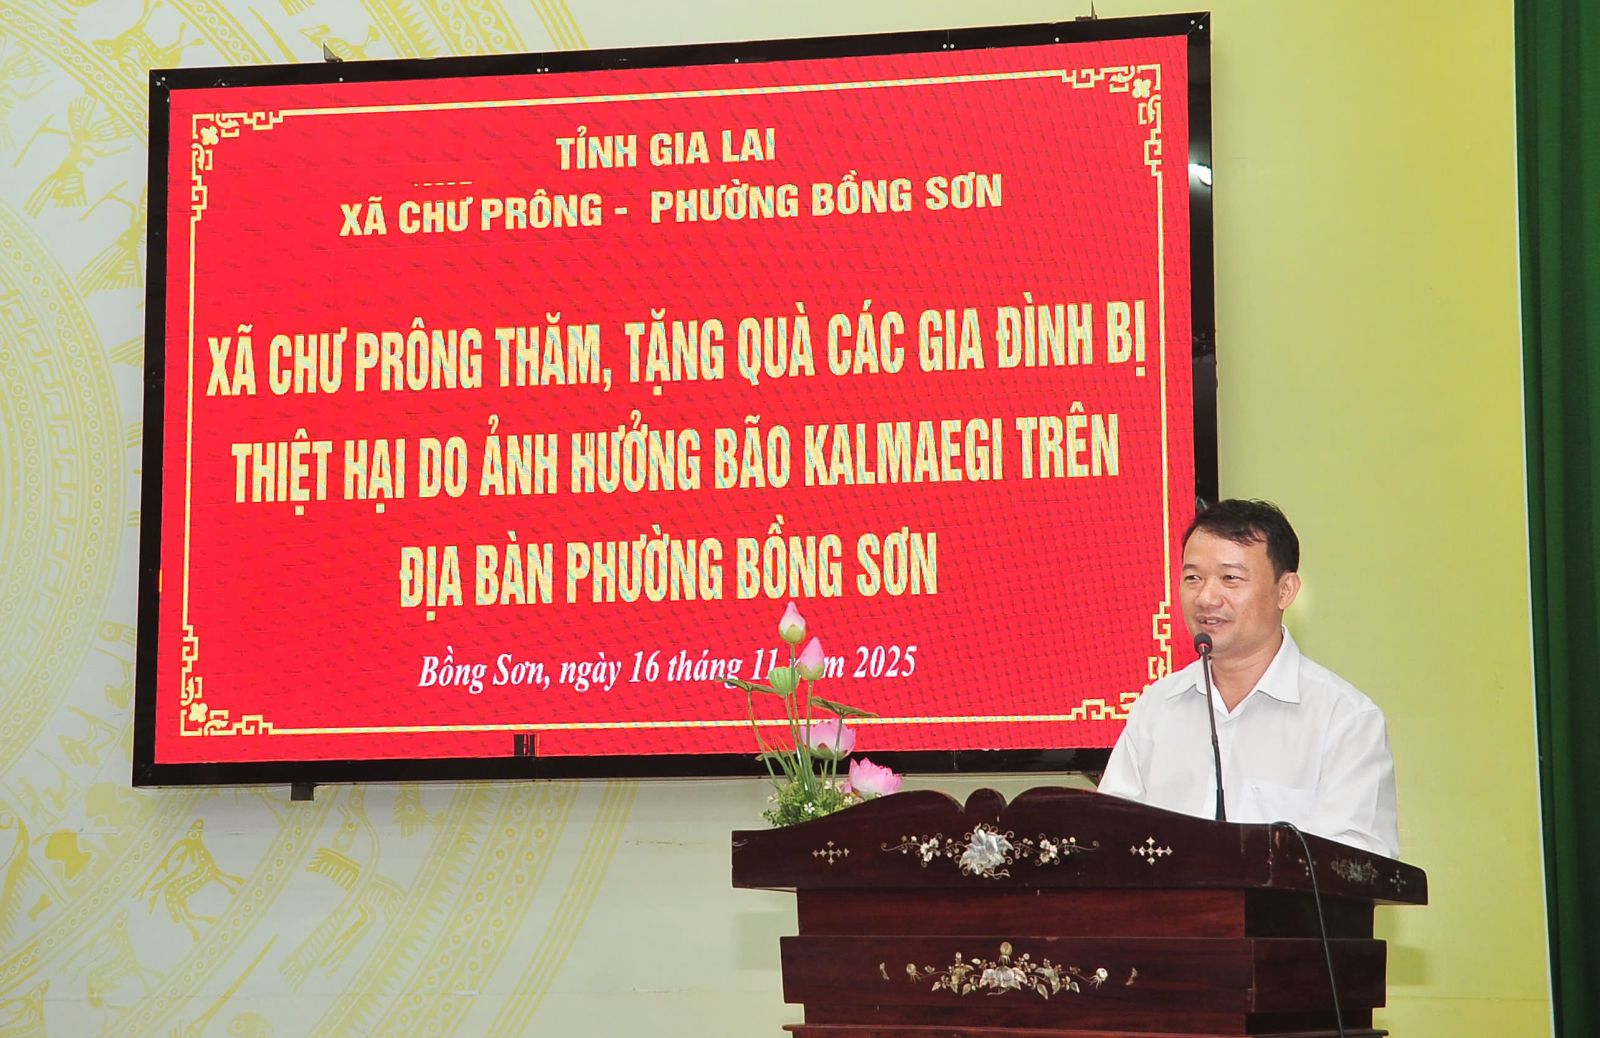 TỈNH GIA LAI
XÃ CHƯ PRÔNG - PHƯỜNG BỒNG SƠN
XÃ CHƯ PRÔNG THĂM, TẶNG QUÀ CÁC GIA ĐÌNH BỊ
THIỆT HẠI DO ẢNH HƯỞNG BÃO KALMAEGI TRÊN
ĐỊA BÀN PHƯỜNG BỒNG SƠN
Bồng Sơn, ngày 16 tháng 11 năm 2025